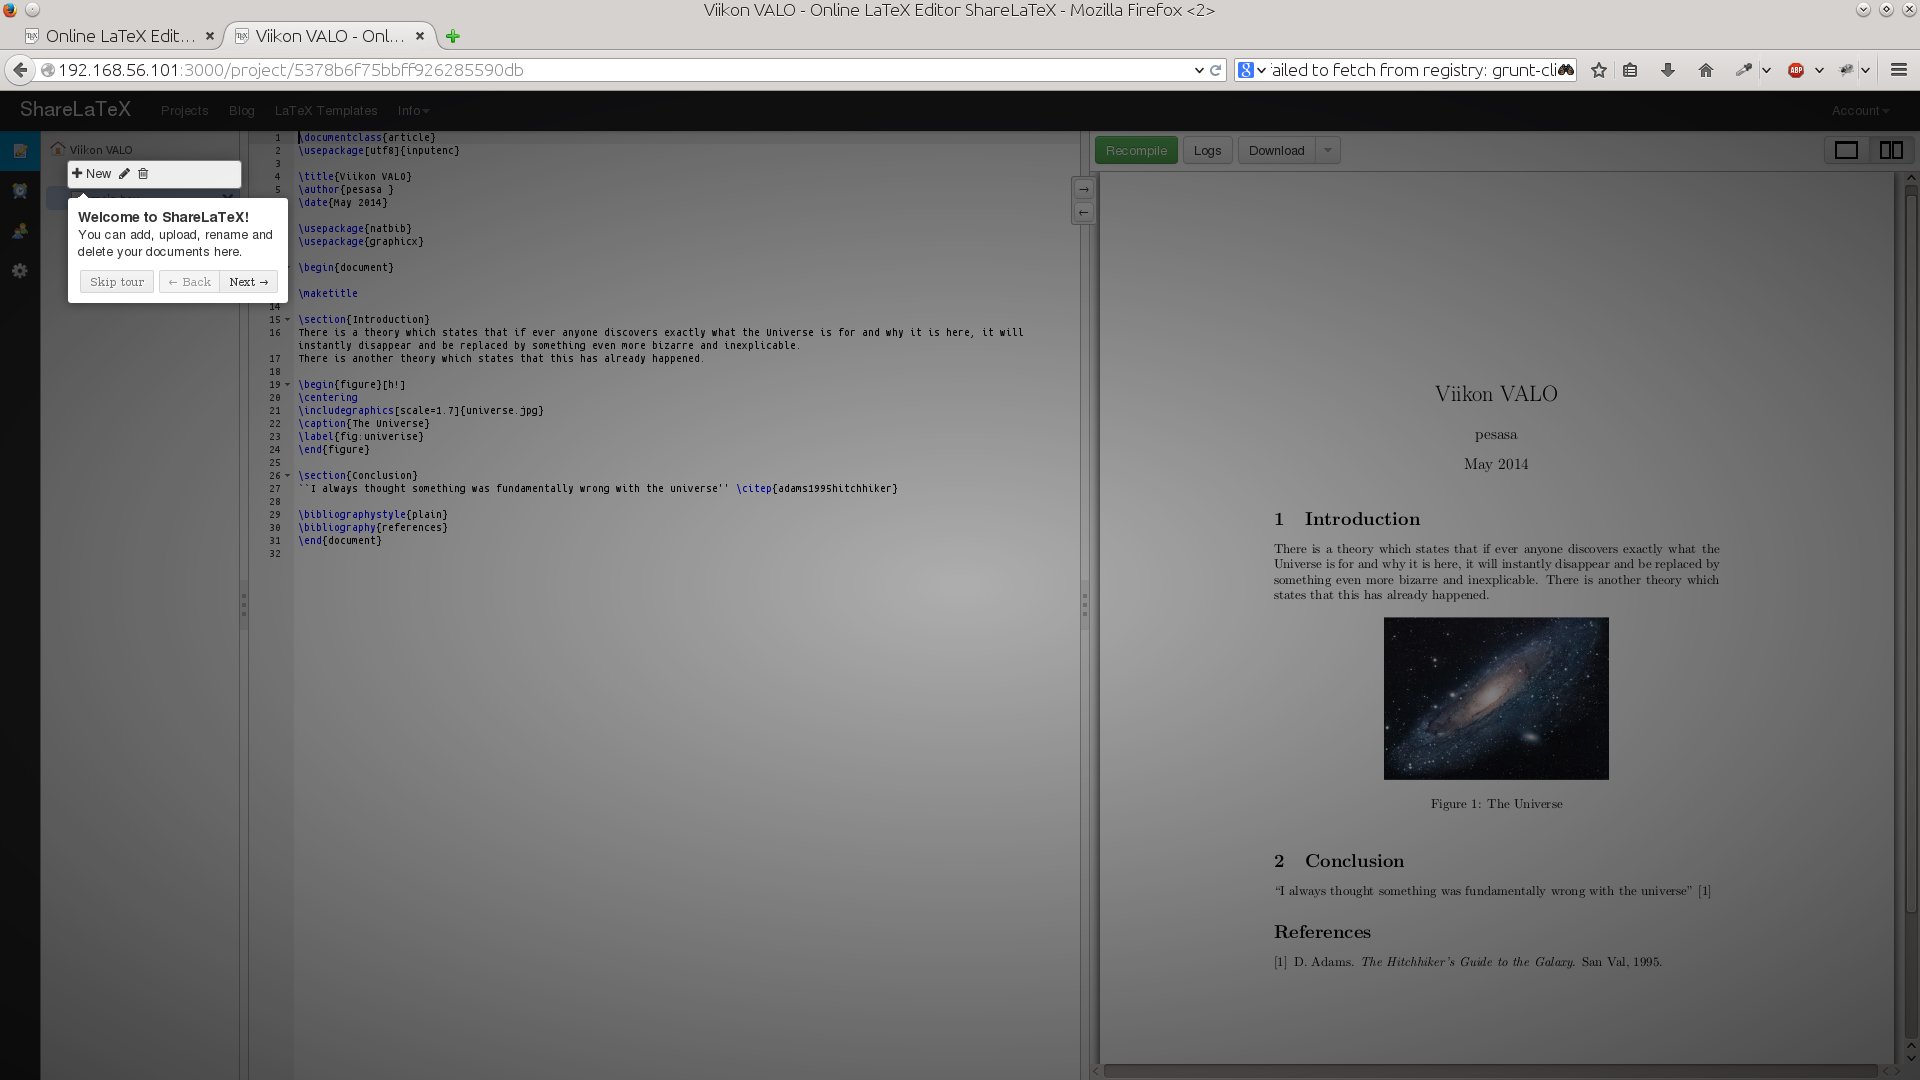 Viikon VALO - Online LaTeX Editor ShareLaTeX - Mozilla Firefox <2>
Online LaTeX Edit...
Viikon VALO - Onl...
192.168.56.101:3000/project/5378b6f75bbff926285590db
ailed to fetch from registry: grunt-cli
ABP
ShareLaTeX
Projects
Blog
LaTeX Templates
Info
Account
Viikon VALO
New
Welcome to ShareLaTeX!
You can add, upload, rename and
delete your documents here.
Skip tour
← Back
Next →
1 \documentclass{article}
2 \usepackage[utf8]{inputenc}
3
4 \title{Viikon VALO}
5 \author{pesasa }
6 \date{May 2014}
\usepackage{natbib}
\usepackage{graphicx}
\begin{document}
\maketitle
14
15 \section{Introduction}
16 There is a theory which states that if ever anyone discovers exactly what the Universe is for and why it is here, it will
instantly disappear and be replaced by something even more bizarre and inexplicable.
17 There is another theory which states that this has already happened.
18
19 \begin{figure}[h!]
20 \centering
21 \includegraphics[scale=1.7]{universe.jpg}
22 \caption{The Universe}
23 \label{fig:univerise}
24 \end{figure}
25
26 \section{Conclusion}
27 ``I always thought something was fundamentally wrong with the universe'' \citep{adams1995hitchhiker}
28
29 \bibliographystyle{plain}
30 \bibliography{references}
31 \end{document}
32
Recompile
Logs
Download
→
←
Viikon VALO
pesasa
May 2014
1 Introduction
There is a theory which states that if ever anyone discovers exactly what the
Universe is for and why it is here, it will instantly disappear and be replaced by
something even more bizarre and inexplicable. There is another theory which
states that this has already happened.
Figure 1: The Universe
2 Conclusion
“I always thought something was fundamentally wrong with the universe” [1]
References
[1] D. Adams. The Hitchhiker's Guide to the Galaxy. San Val, 1995.